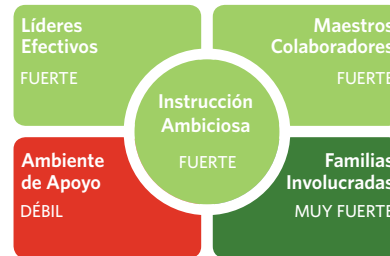 Líderes
Efectivos
FUERTE
Maestros
Colaboradores
FUERTE
Instrucción
Ambiciosa
FUERTE
Ambiente
de Apoyo
DÉBIL
Familias
Involucradas
MUY FUERTE